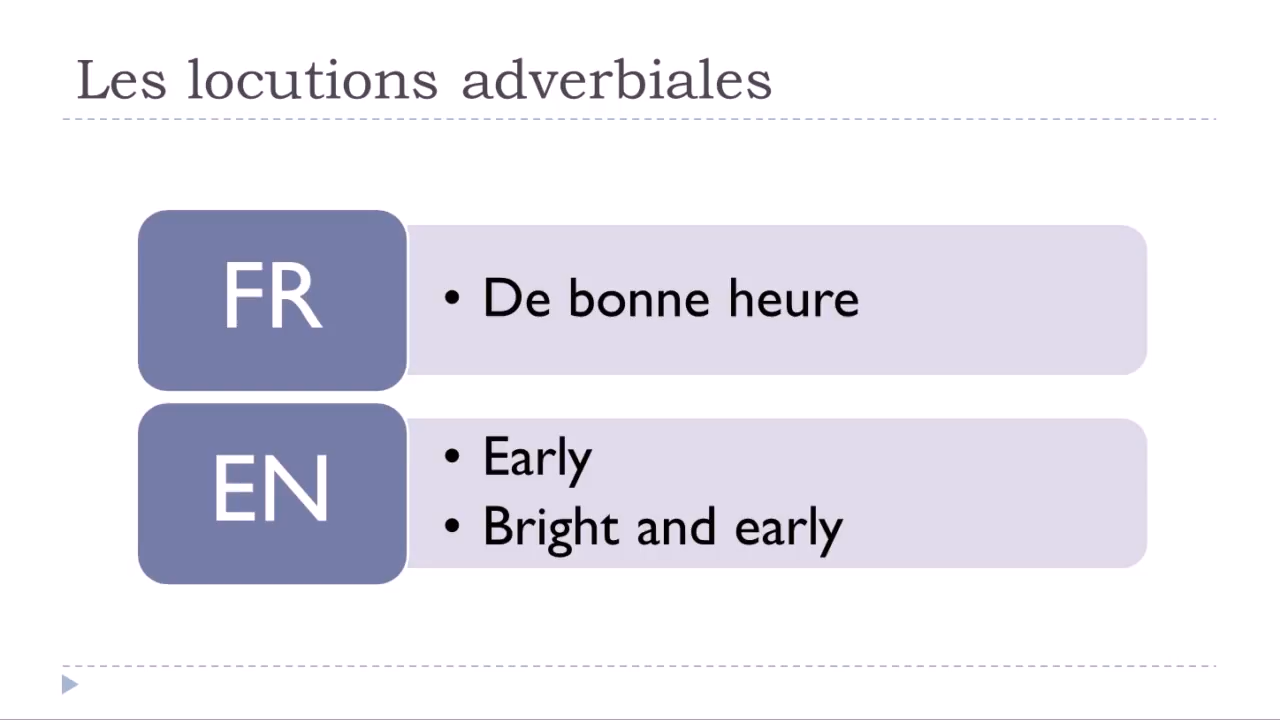 Les locutions adverbiales
FR
• De bonne heure
EN
• Early
• Bright and early